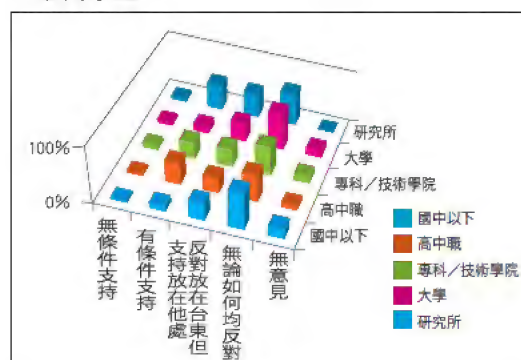 100%
0%
研究所
大學
專科／技術學院
高中職
國中以下
無條件支持
有條件支持
反對放在台東但
支持放在他處
無論如何均反對
無意見
國中以下
高中職
專科／技術學院
大學
研究所